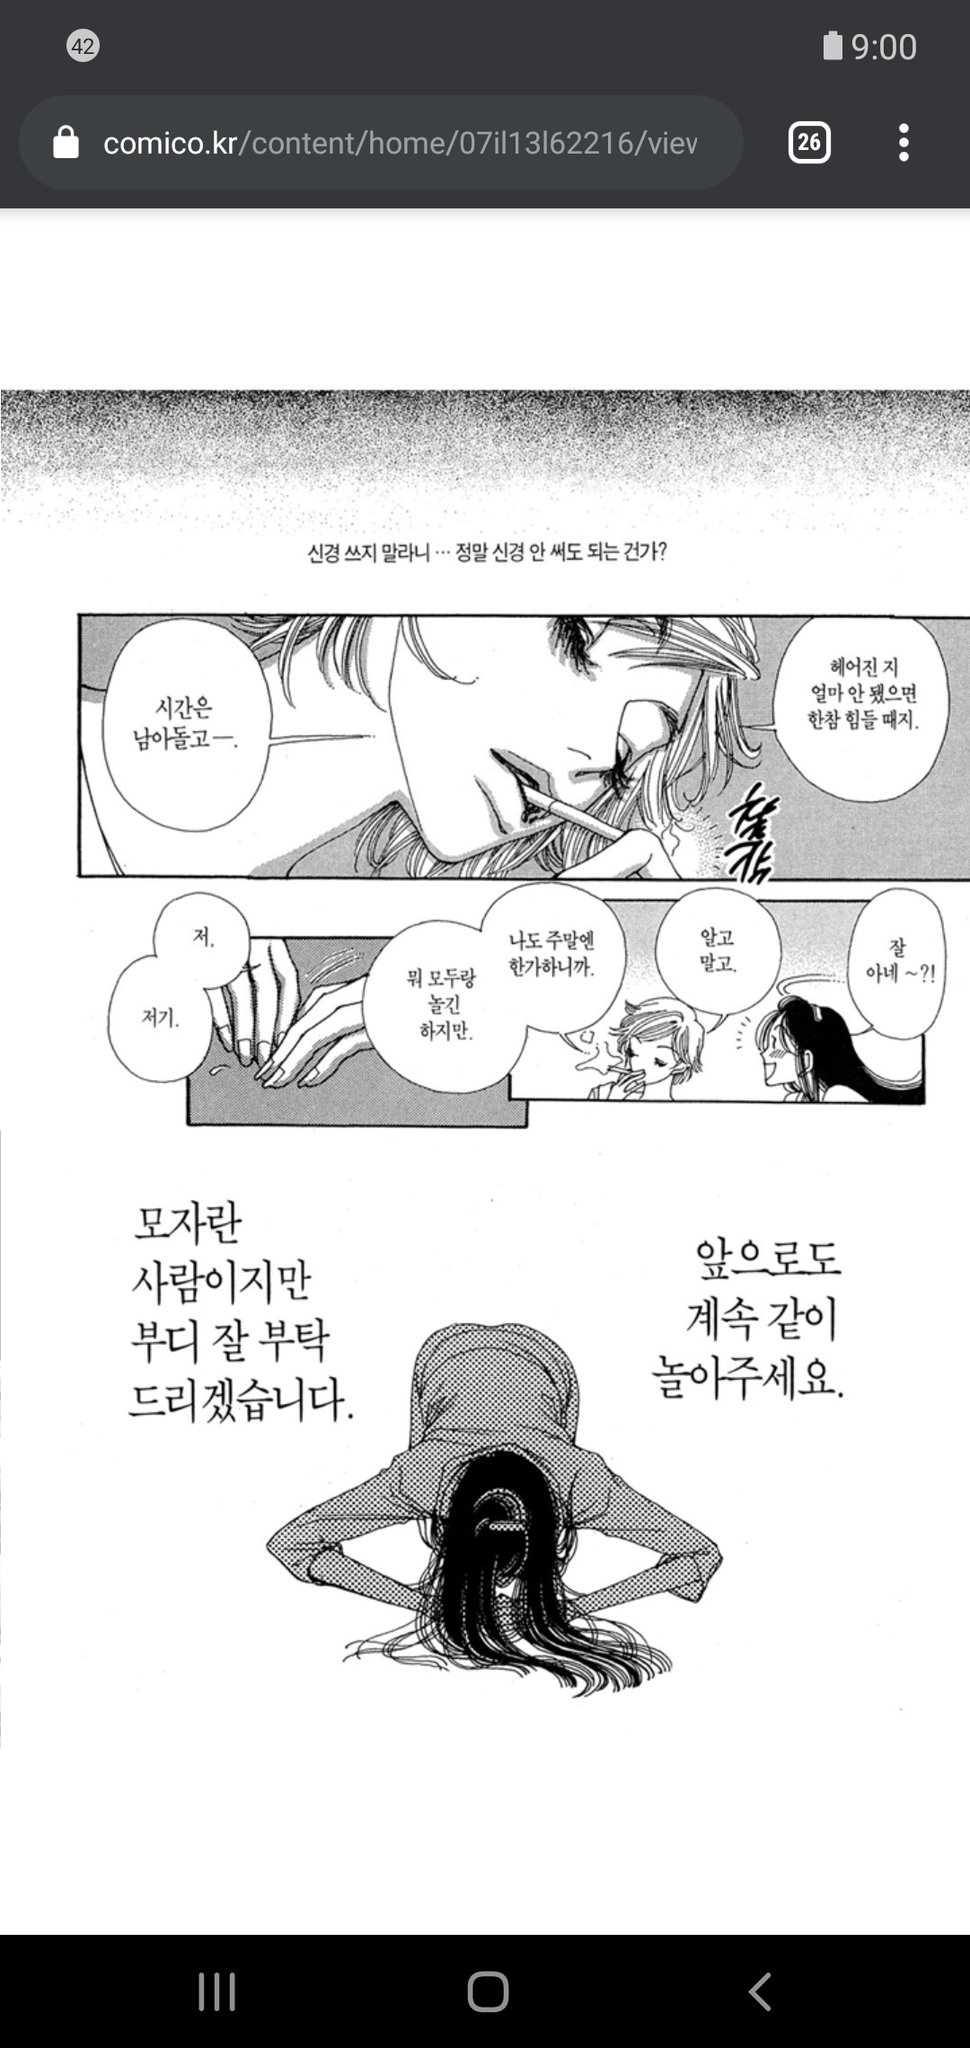 42
9:00
comico.kr/content/home/07il13l62216/view
26
신경 쓰지 말라니 ··· 정말 신경 안 써도 되는 건가?
헤어진 지
얼마 안 됐으면
한참 힘들 때지.
시간은
남아돌고―.
잘
아네 ~?!
알고
말고.
나도 주말엔
한가하니까.
뭐 모두랑
놀긴
하지만.
저,
저기.
앞으로도
계속 같이
놀아주세요.
모자란
사람이지만
부디 잘 부탁
드리겠습니다.